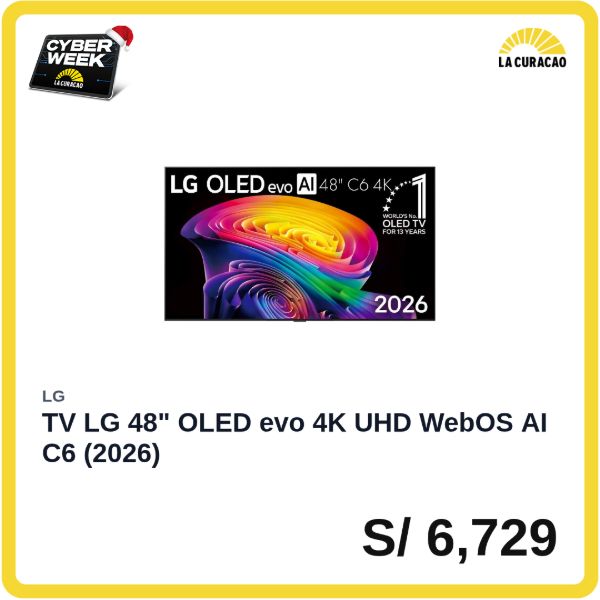 CYBER
WEEK
LA CURACAO
LA CURACAO
LG OLED evo AI 48" C6 4K
1
WORLD'S No.
OLED TV
FOR 13 YEARS
2026
LG
TV LG 48" OLED evo 4K UHD WebOS AI
C6 (2026)
S/ 6,729